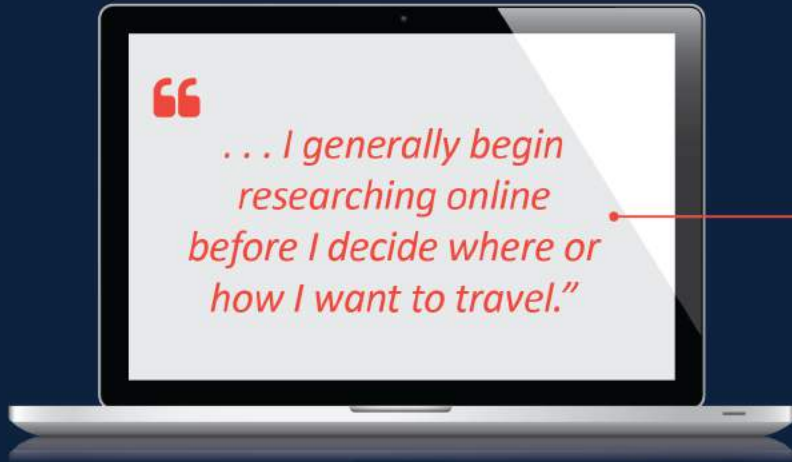 “
. . . I generally begin
researching online
before I decide where or
how I want to travel.”